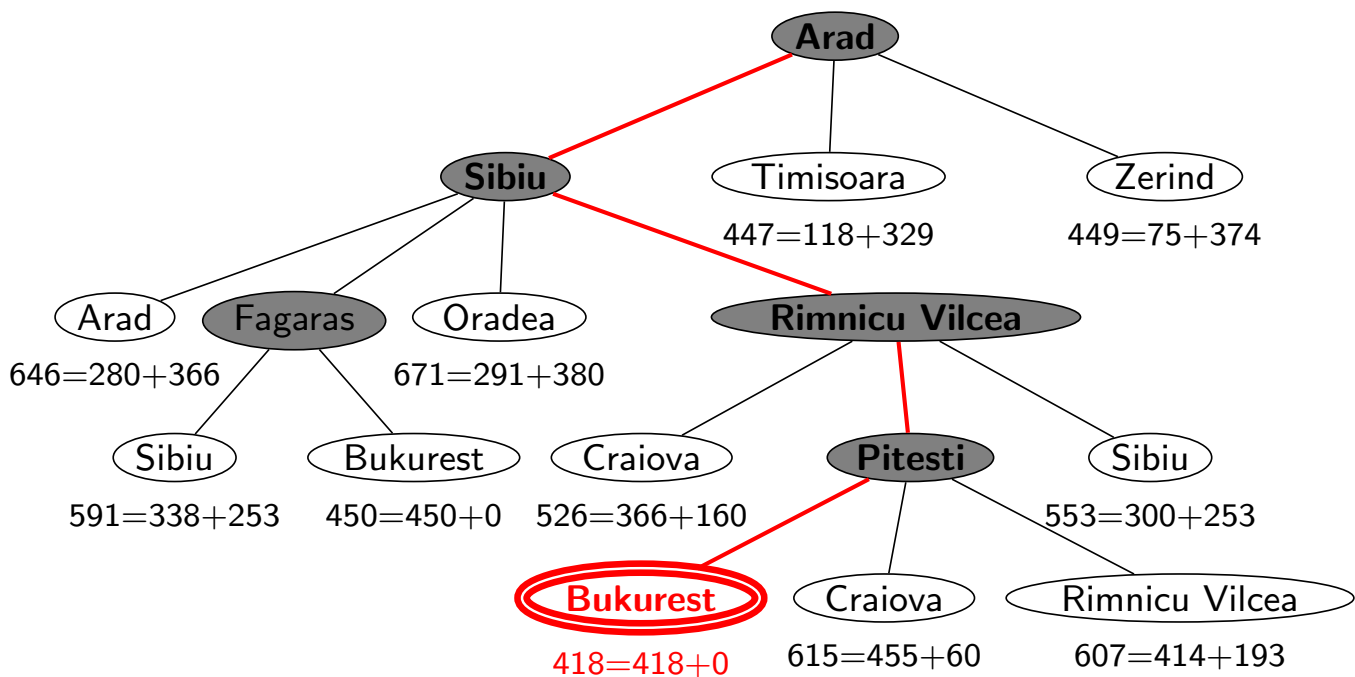 Arad
Sibiu
Timisoara
Zerind
447=118+329
449=75+374
Arad
Fagaras
Oradea
Rimnicu Vilcea
646=280+366
671=291+380
Sibiu
Bukurest
Craiova
Pitesti
Sibiu
591=338+253
450=450+0
526=366+160
553=300+253
Bukurest
Craiova
Rimnicu Vilcea
418=418+0
615=455+60
607=414+193